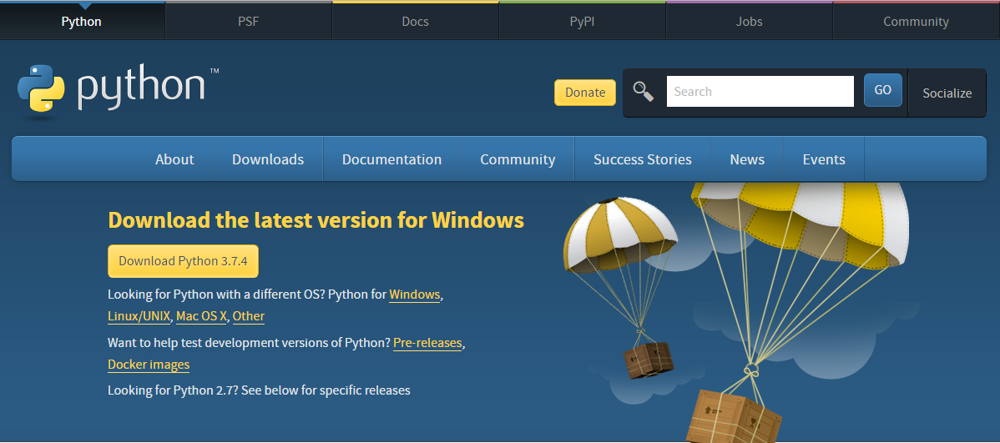 Python PSF Docs PyPI Jobs Community
python™
Donate Search GO Socialize
About Downloads Documentation Community Success Stories News Events
Download the latest version for Windows
Download Python 3.7.4
Looking for Python with a different OS? Python for Windows,
Linux/UNIX, Mac OS X, Other
Want to help test development versions of Python? Pre-releases,
Docker images
Looking for Python 2.7? See below for specific releases